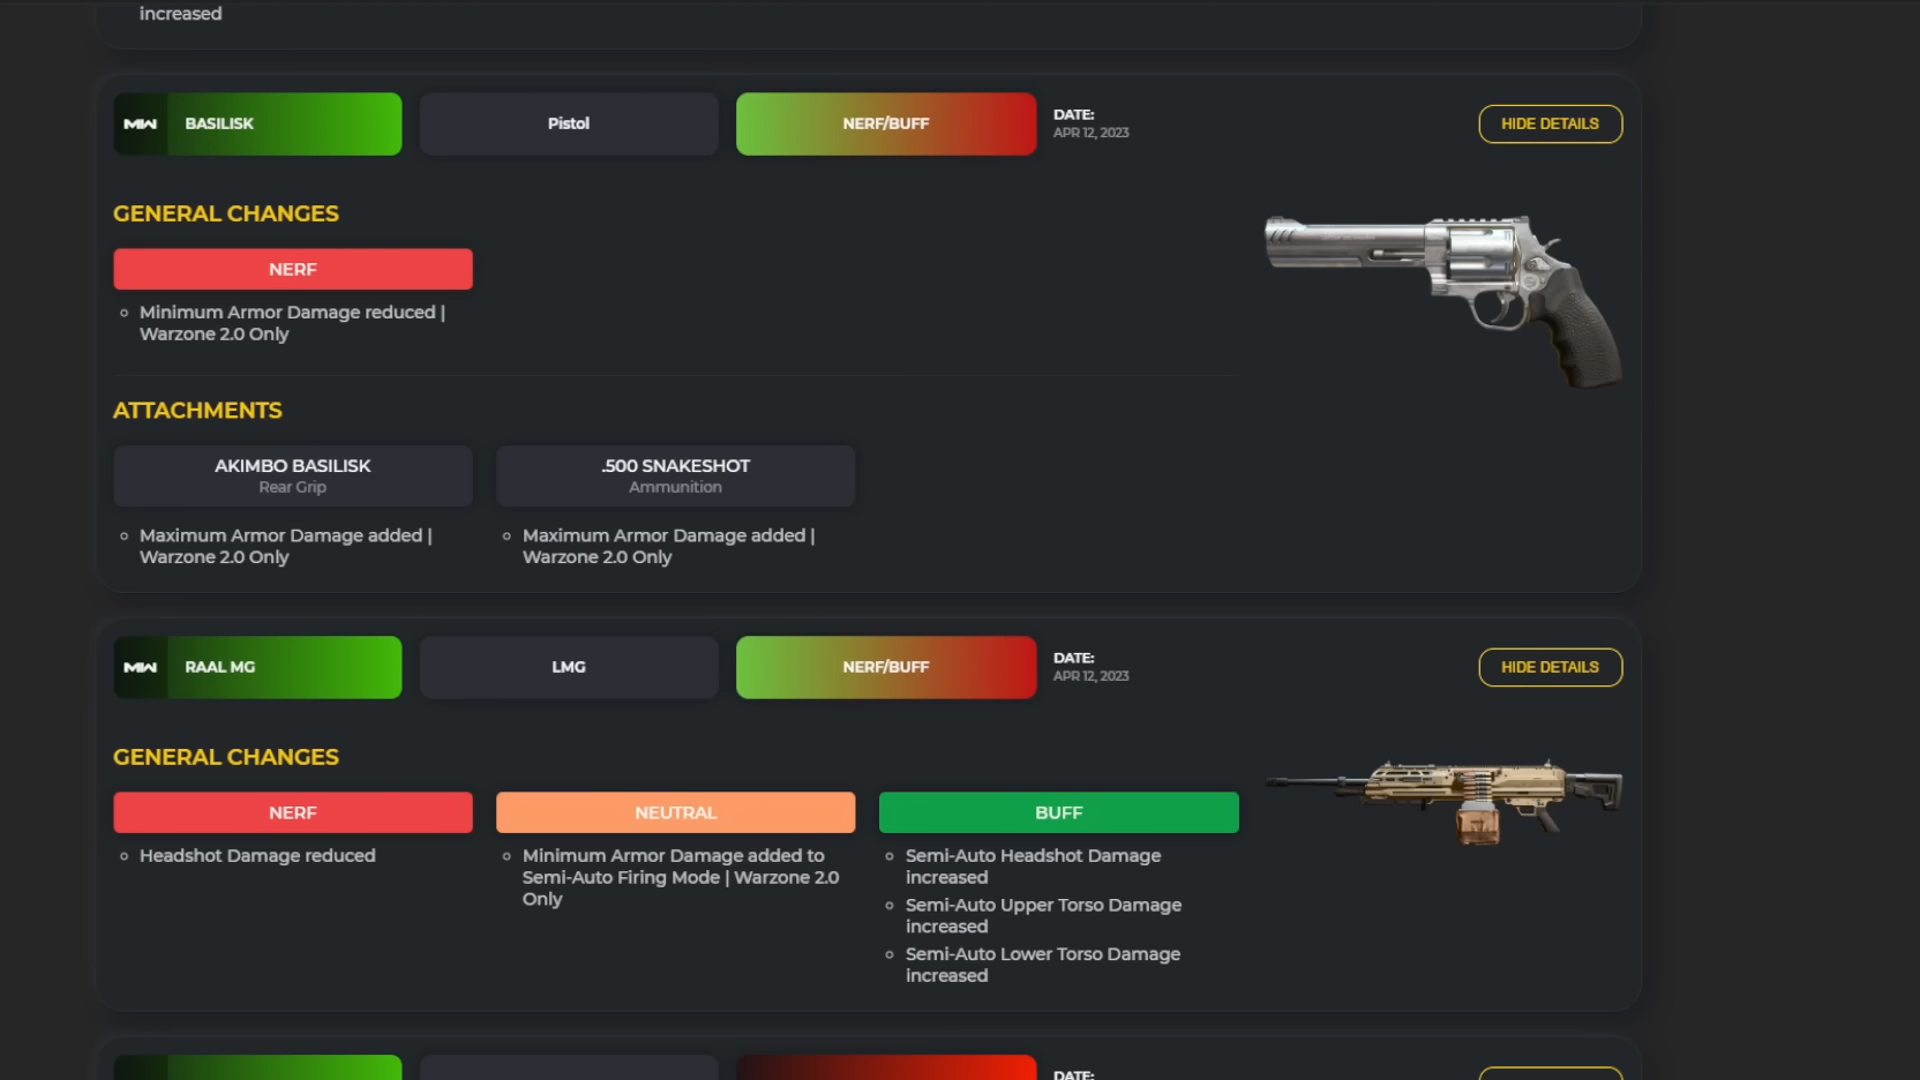 increased
MW BASILISK
Pistol
NERF/BUFF
DATE:
APR 12, 2023
HIDE DETAILS
GENERAL CHANGES
NERF
Minimum Armor Damage reduced |
Warzone 2.0 Only
ATTACHMENTS
AKIMBO BASILISK
Rear Grip
Maximum Armor Damage added |
Warzone 2.0 Only
.500 SNAKESHOT
Ammunition
Maximum Armor Damage added |
Warzone 2.0 Only
MW RAAL MG
LMG
NERF/BUFF
DATE:
APR 12, 2023
HIDE DETAILS
GENERAL CHANGES
NERF
Headshot Damage reduced
NEUTRAL
Minimum Armor Damage added to
Semi-Auto Firing Mode | Warzone 2.0
Only
BUFF
Semi-Auto Headshot Damage
increased
Semi-Auto Upper Torso Damage
increased
Semi-Auto Lower Torso Damage
increased
DATE: